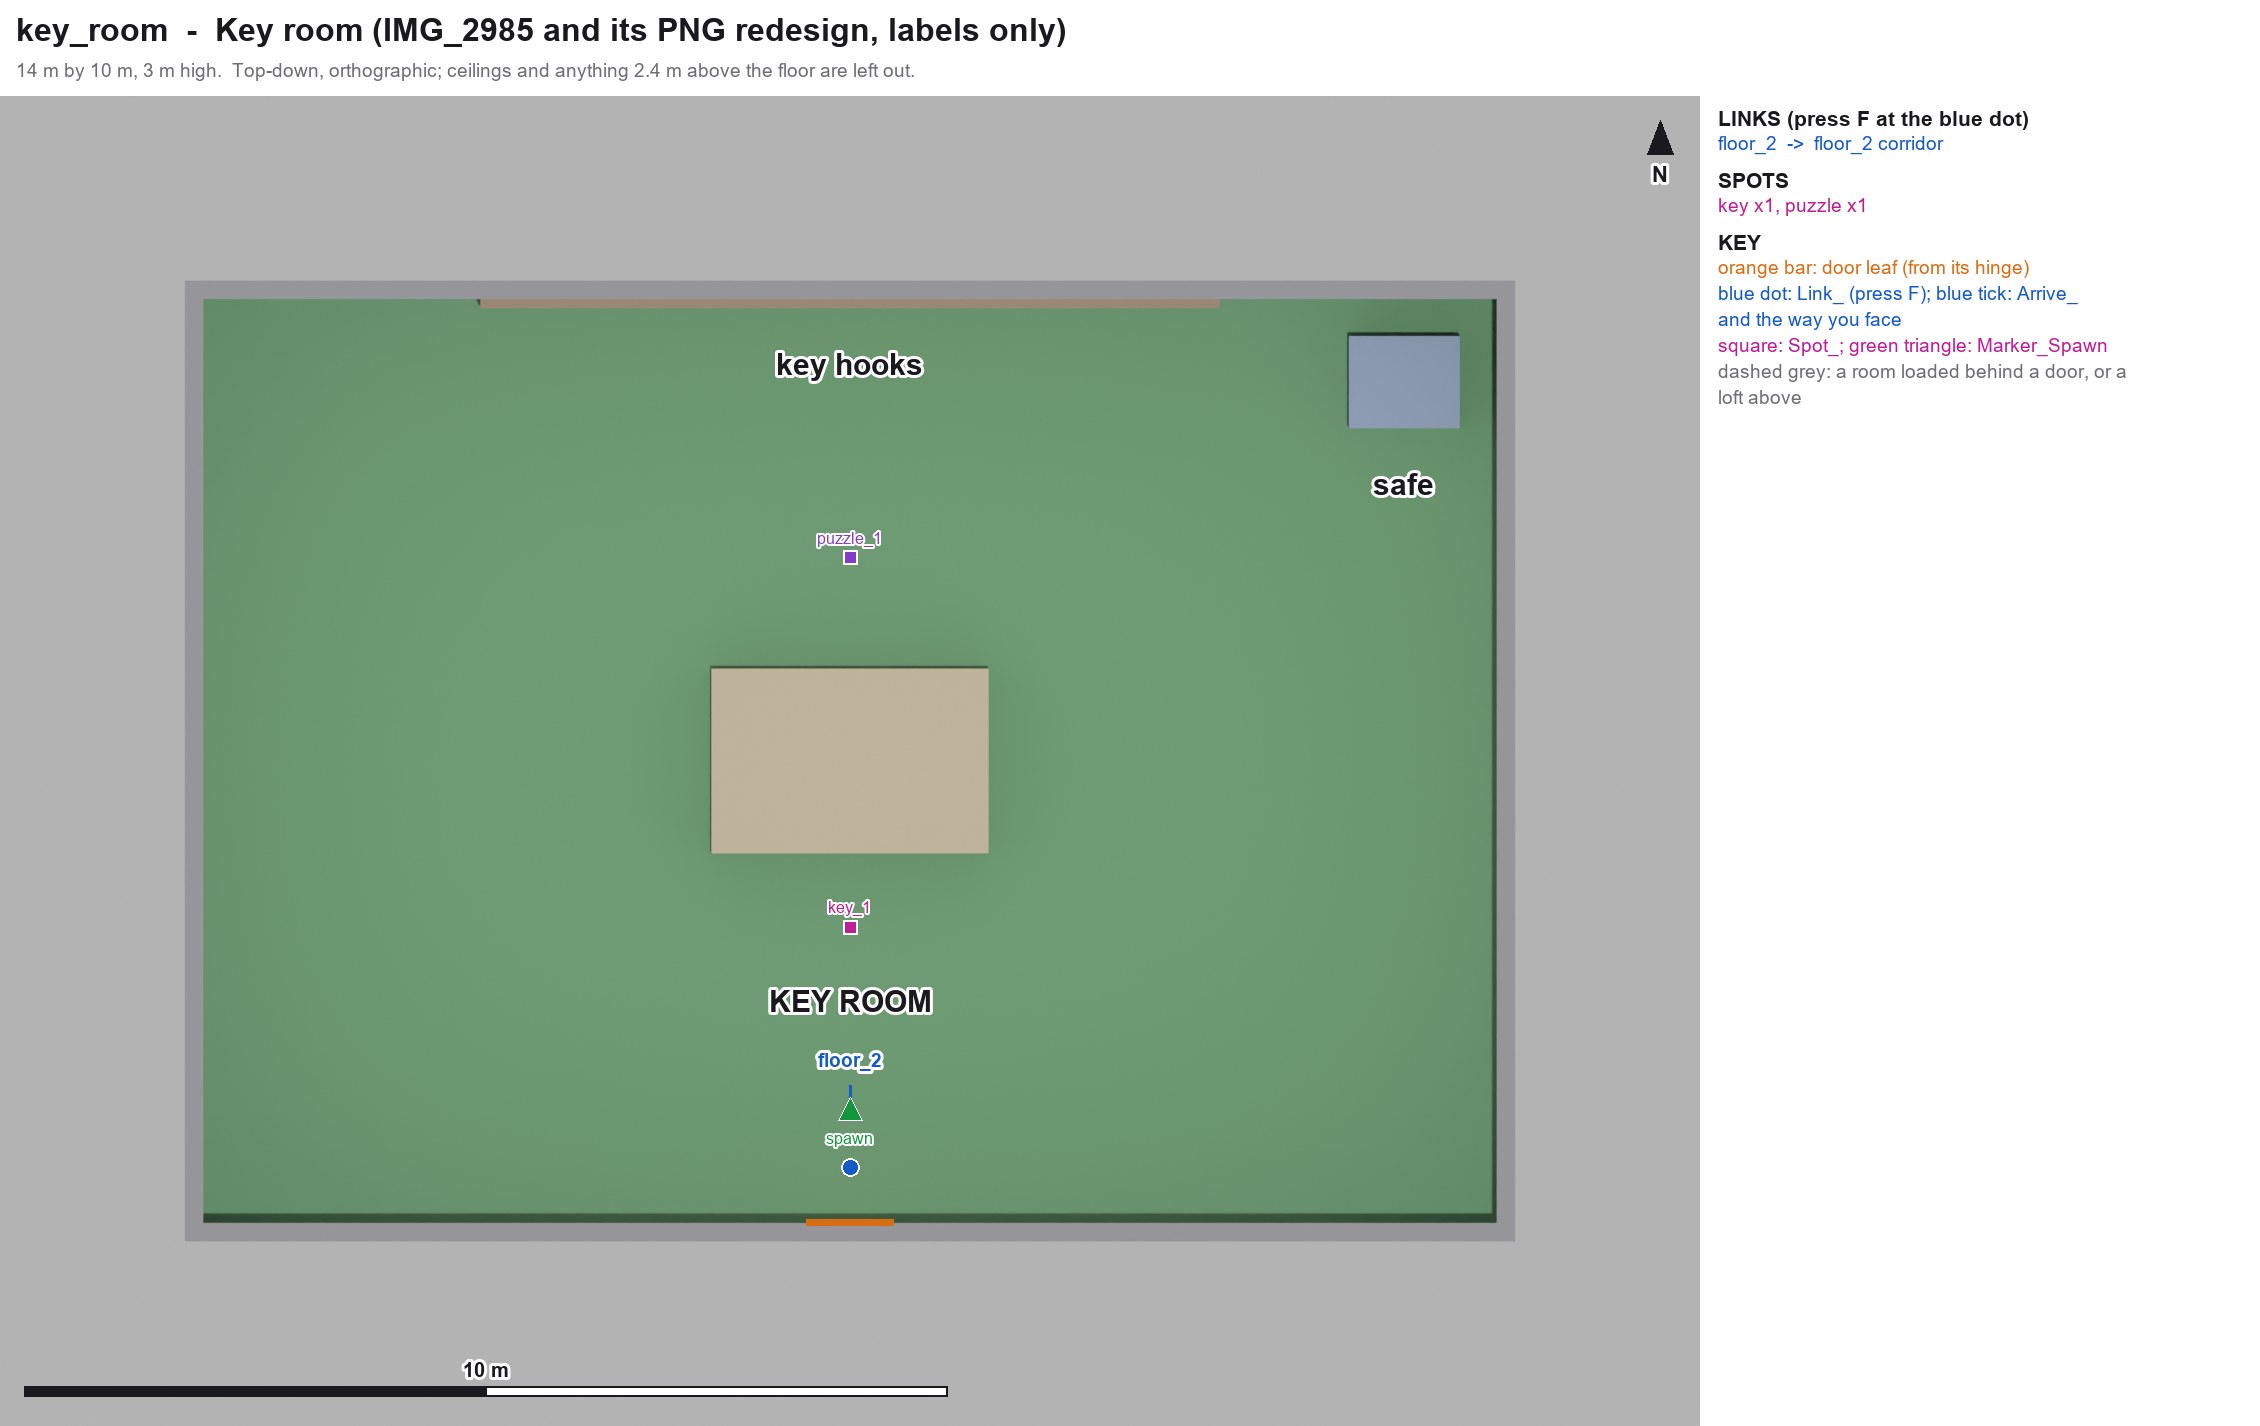 key_room - Key room (IMG_2985 and its PNG redesign, labels only)
14 m by 10 m, 3 m high. Top-down, orthographic; ceilings and anything 2.4 m above the floor are left out.
N
key hooks
safe
puzzle_1
key_1
KEY ROOM
floor_2
spawn
10 m
LINKS (press F at the blue dot)
floor_2 -> floor_2 corridor
SPOTS
key x1, puzzle x1
KEY
orange bar: door leaf (from its hinge)
blue dot: Link_ (press F); blue tick: Arrive_
and the way you face
square: Spot_; green triangle: Marker_Spawn
dashed grey: a room loaded behind a door, or a
loft above